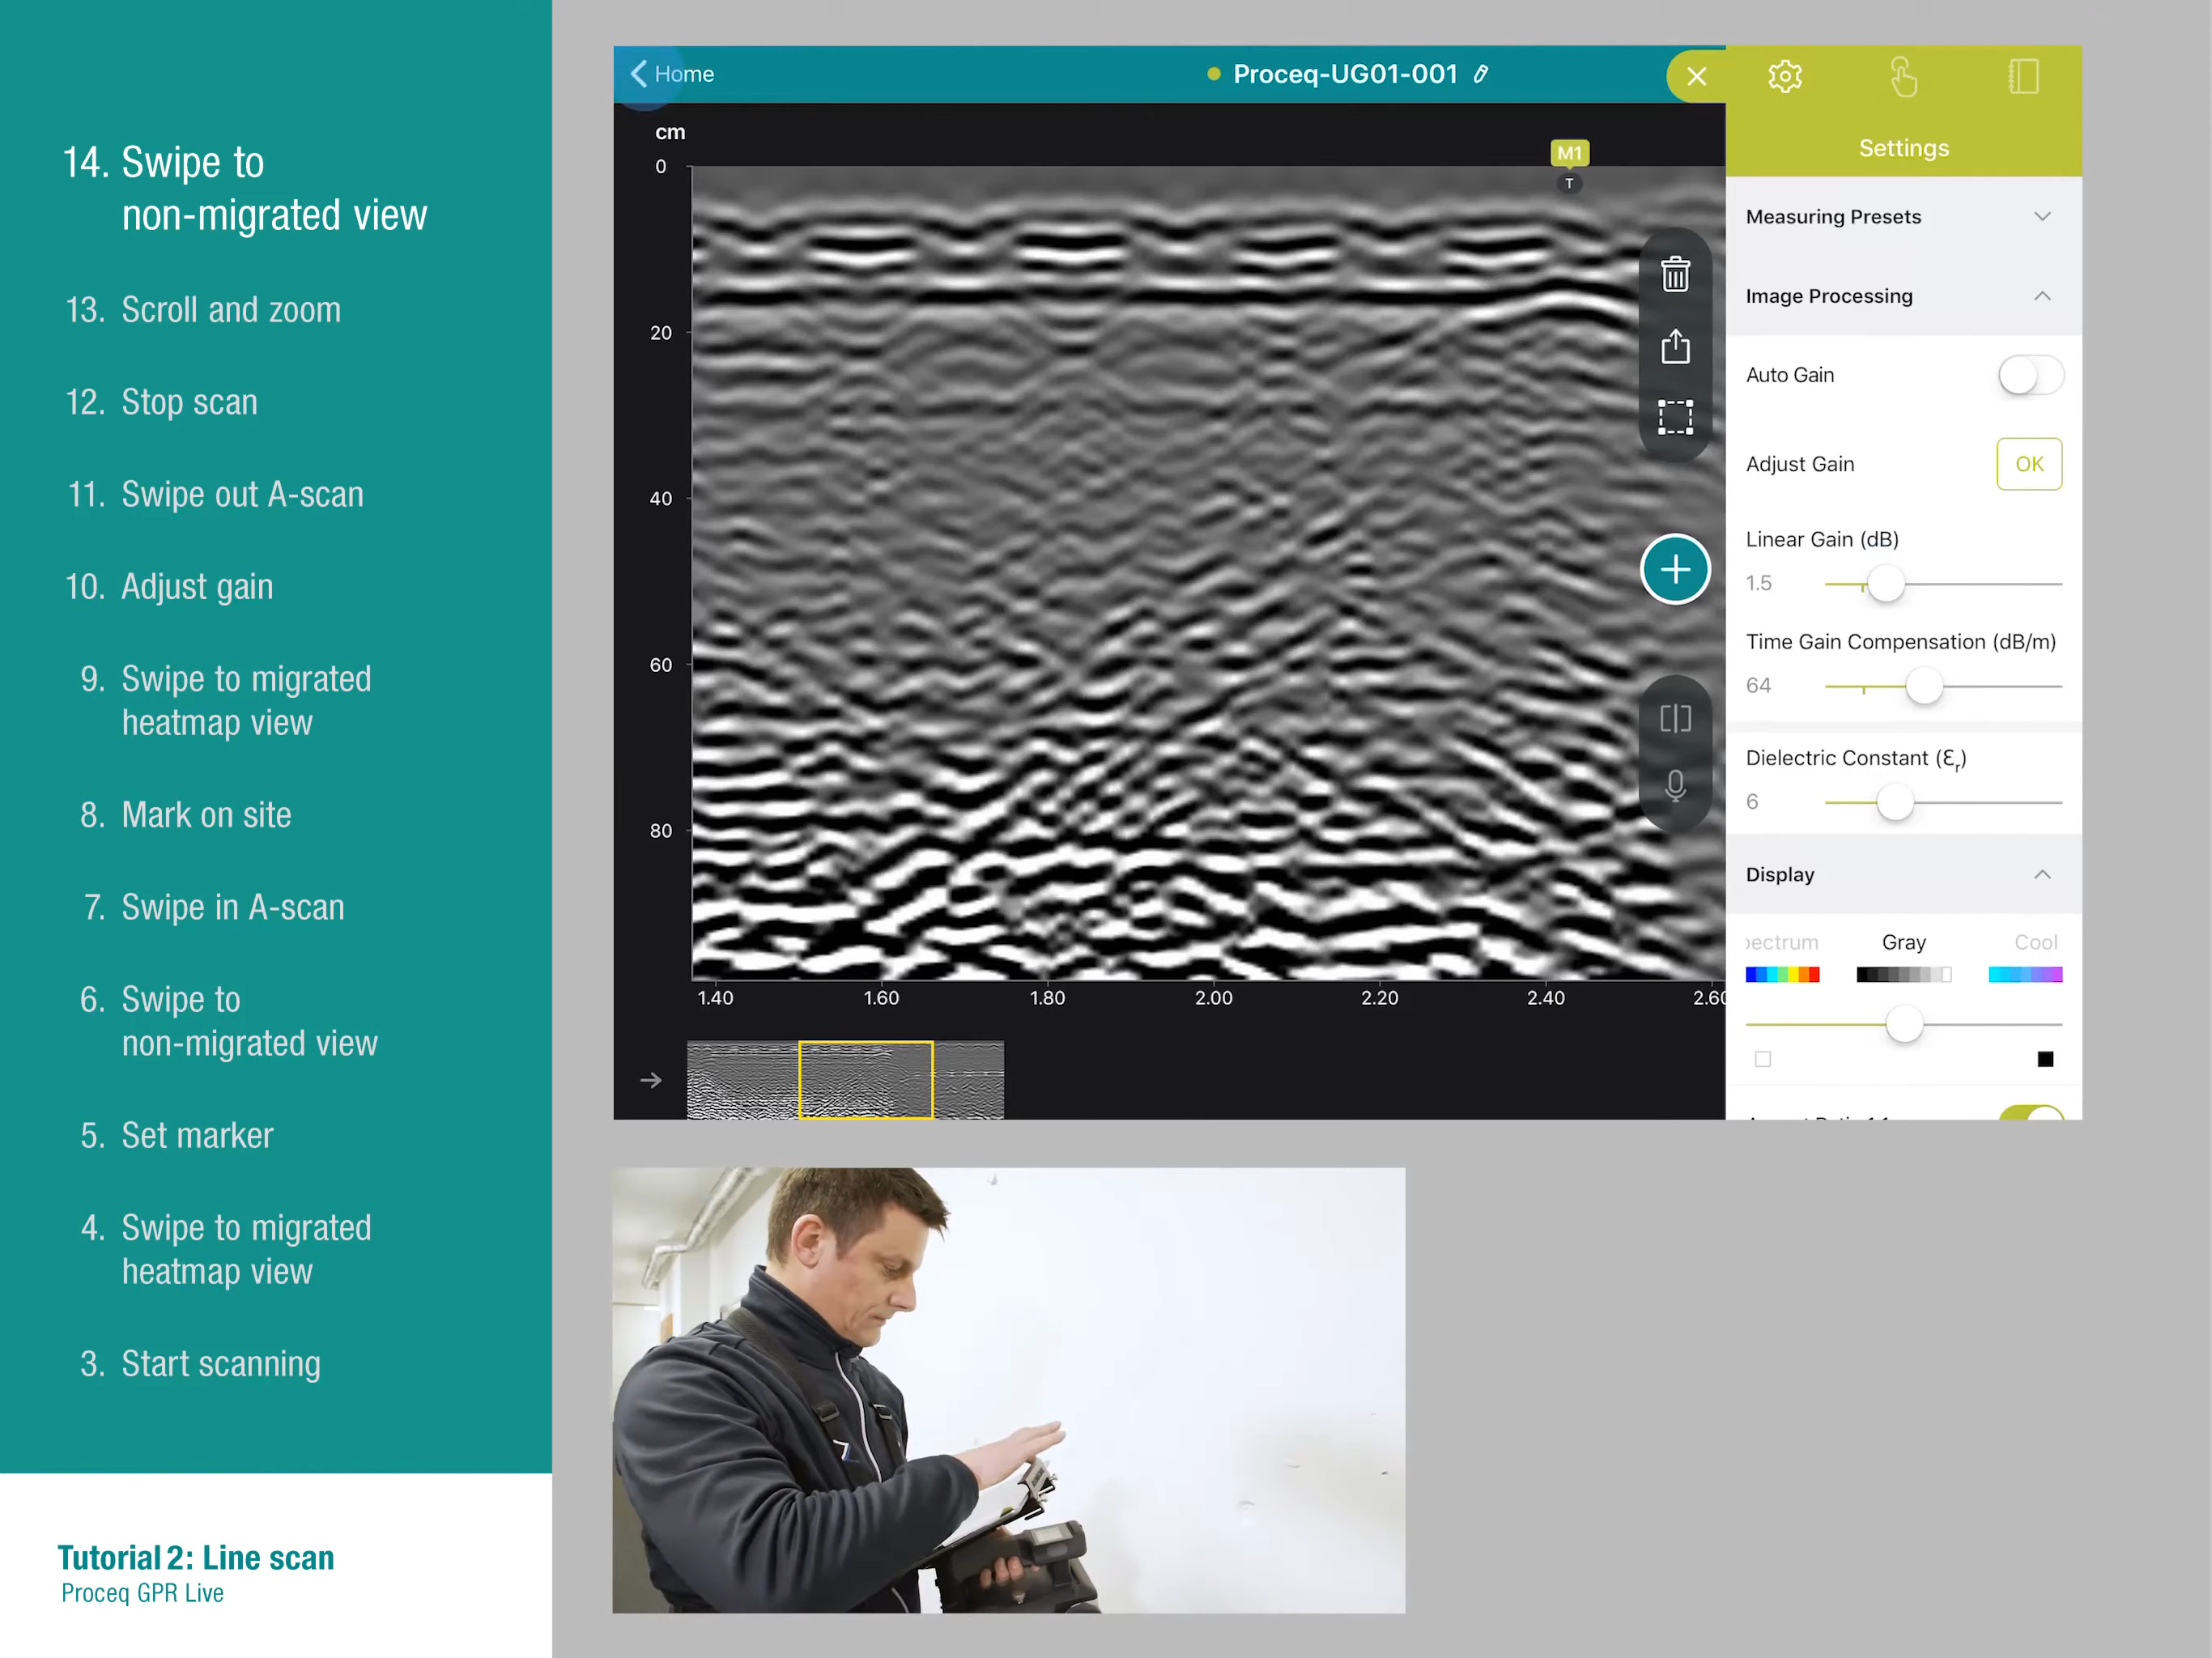 14. Swipe to
non-migrated view
13. Scroll and zoom
12. Stop scan
11. Swipe out A-scan
10. Adjust gain
9. Swipe to migrated
heatmap view
8. Mark on site
7. Swipe in A-scan
6. Swipe to
non-migrated view
5. Set marker
4. Swipe to migrated
heatmap view
3. Start scanning
Tutorial 2: Line scan
Proceq GPR Live
Home
Proceq-UG01-001
cm
M1
T
0
20
40
60
80
1.40 1.60 1.80 2.00 2.20 2.40 2.60
Settings
Measuring Presets
Image Processing
Auto Gain
Adjust Gain OK
Linear Gain (dB)
1.5
Time Gain Compensation (dB/m)
64
Dielectric Constant (Ɛr)
6
Display
pectrum Gray Cool